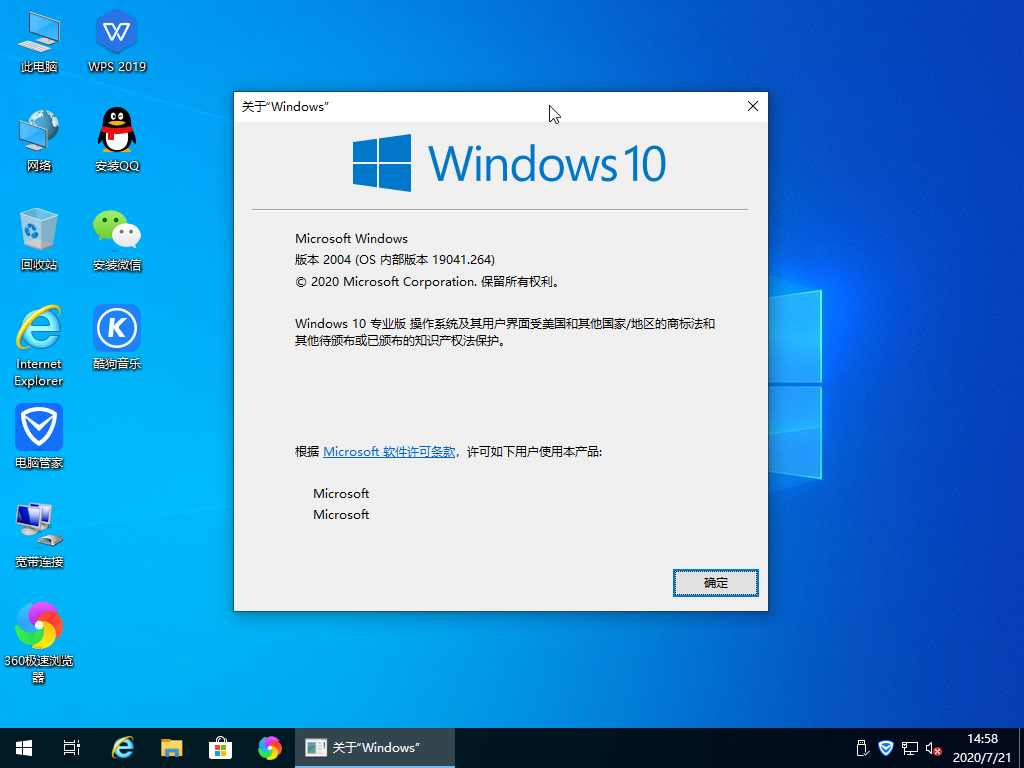 此电脑
WPS 2019
网络
安装QQ
回收站
安装微信
Internet
Explorer
酷狗音乐
电脑管家
宽带连接
360极速浏览
器
关于“Windows”
Windows 10
Microsoft Windows
版本 2004 (OS 内部版本 19041.264)
© 2020 Microsoft Corporation. 保留所有权利。
Windows 10 专业版 操作系统及其用户界面受美国和其他国家/地区的商标法和
其他待颁布或已颁布的知识产权法保护。
根据 Microsoft 软件许可条款，许可如下用户使用本产品:
Microsoft
Microsoft
确定
关于“Windows”
14:58
2020/7/21